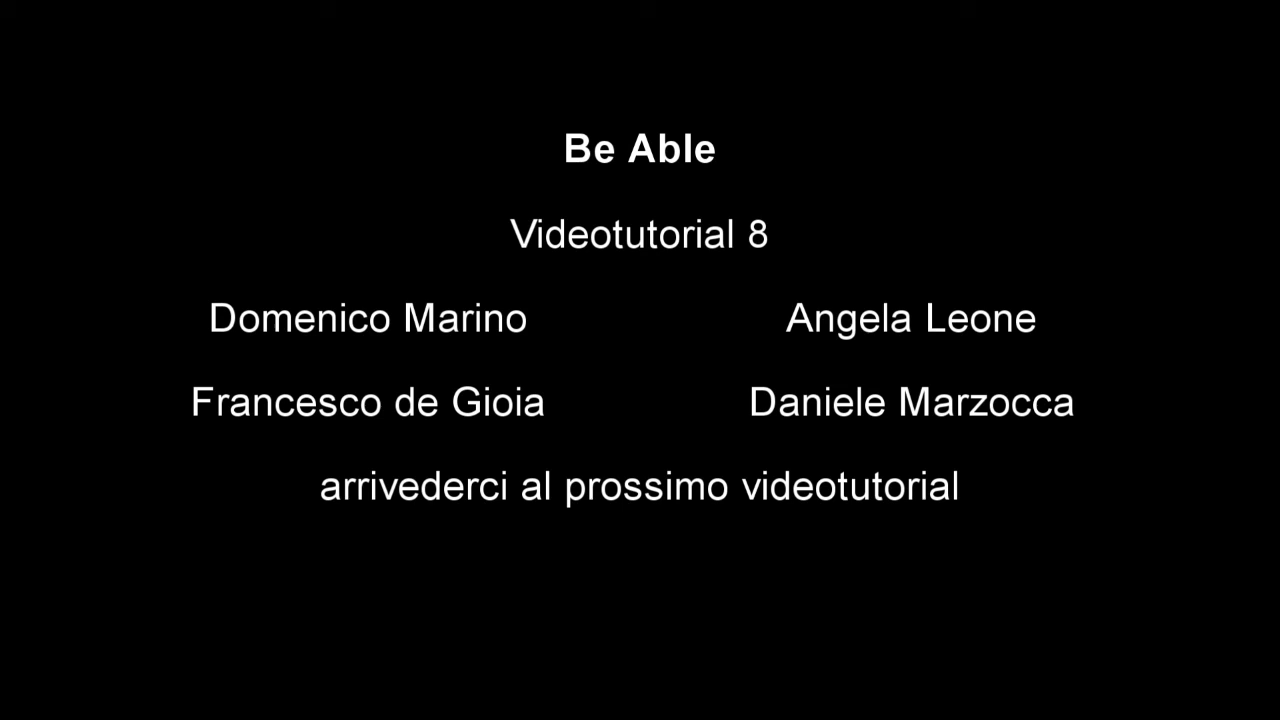 Be Able
Videotutorial 8
Domenico Marino Angela Leone
Francesco de Gioia Daniele Marzocca
arrivederci al prossimo videotutorial